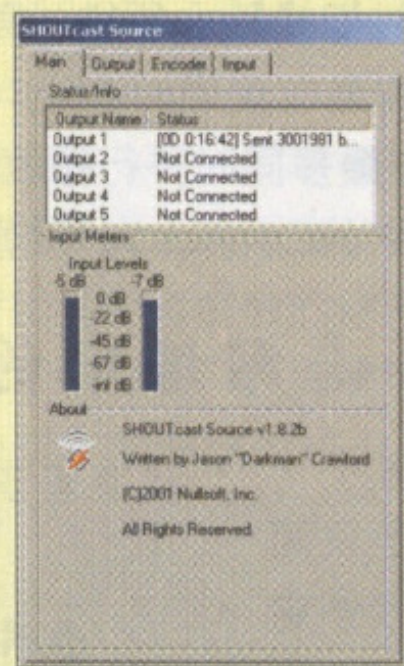 SHOUTcast Source
Main Output Encoder Input
Status/Info
Output Name Status
Output 1 [0D 0:16:42] Sent 3001981 b...
Output 2 Not Connected
Output 3 Not Connected
Output 4 Not Connected
Output 5 Not Connected
Input Meters
Input Levels
-5 dB -7 dB
0 dB
-22 dB
-45 dB
-67 dB
-inf dB
About
SHOUTcast Source v1.8.2b
Written by Jason "Darkman" Crawford
(C)2001 Nullsoft, Inc.
All Rights Reserved.